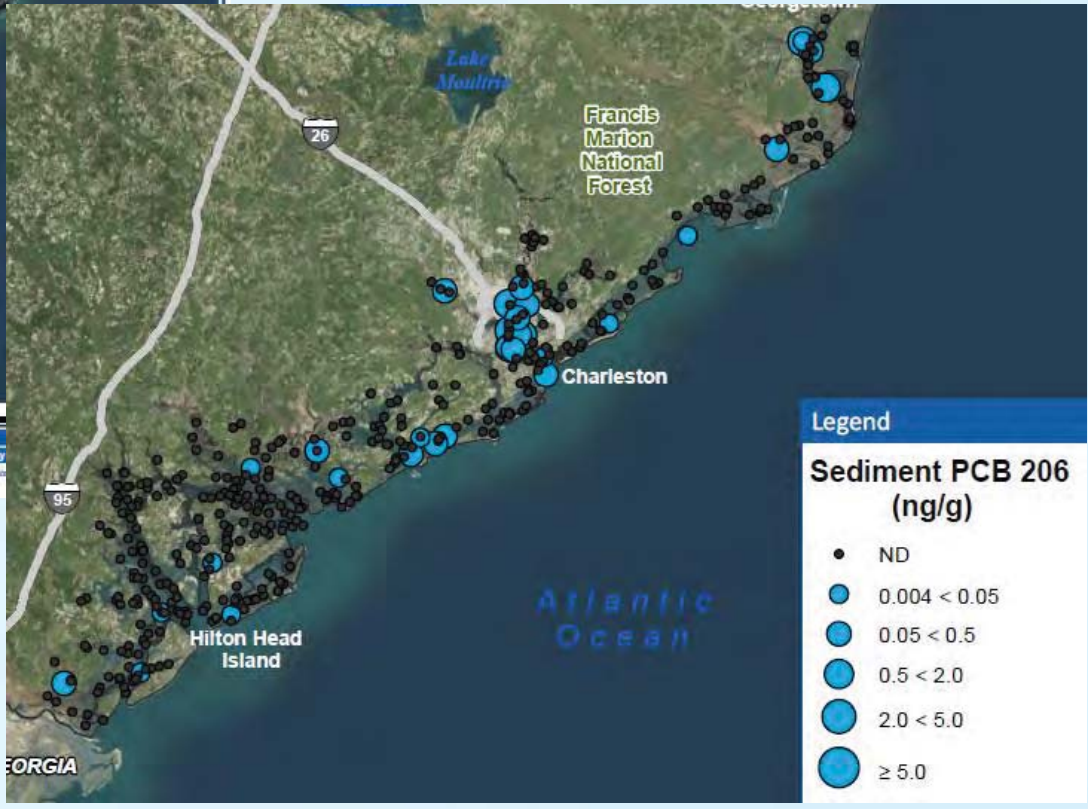 Lake
Moultrie
26
Francis
Marion
National
Forest
Charleston
95
Hilton Head
Island
Atlantic
Ocean
Legend
Sediment PCB 206
(ng/g)
ND
0.004 < 0.05
0.05 < 0.5
0.5 < 2.0
2.0 < 5.0
≥ 5.0